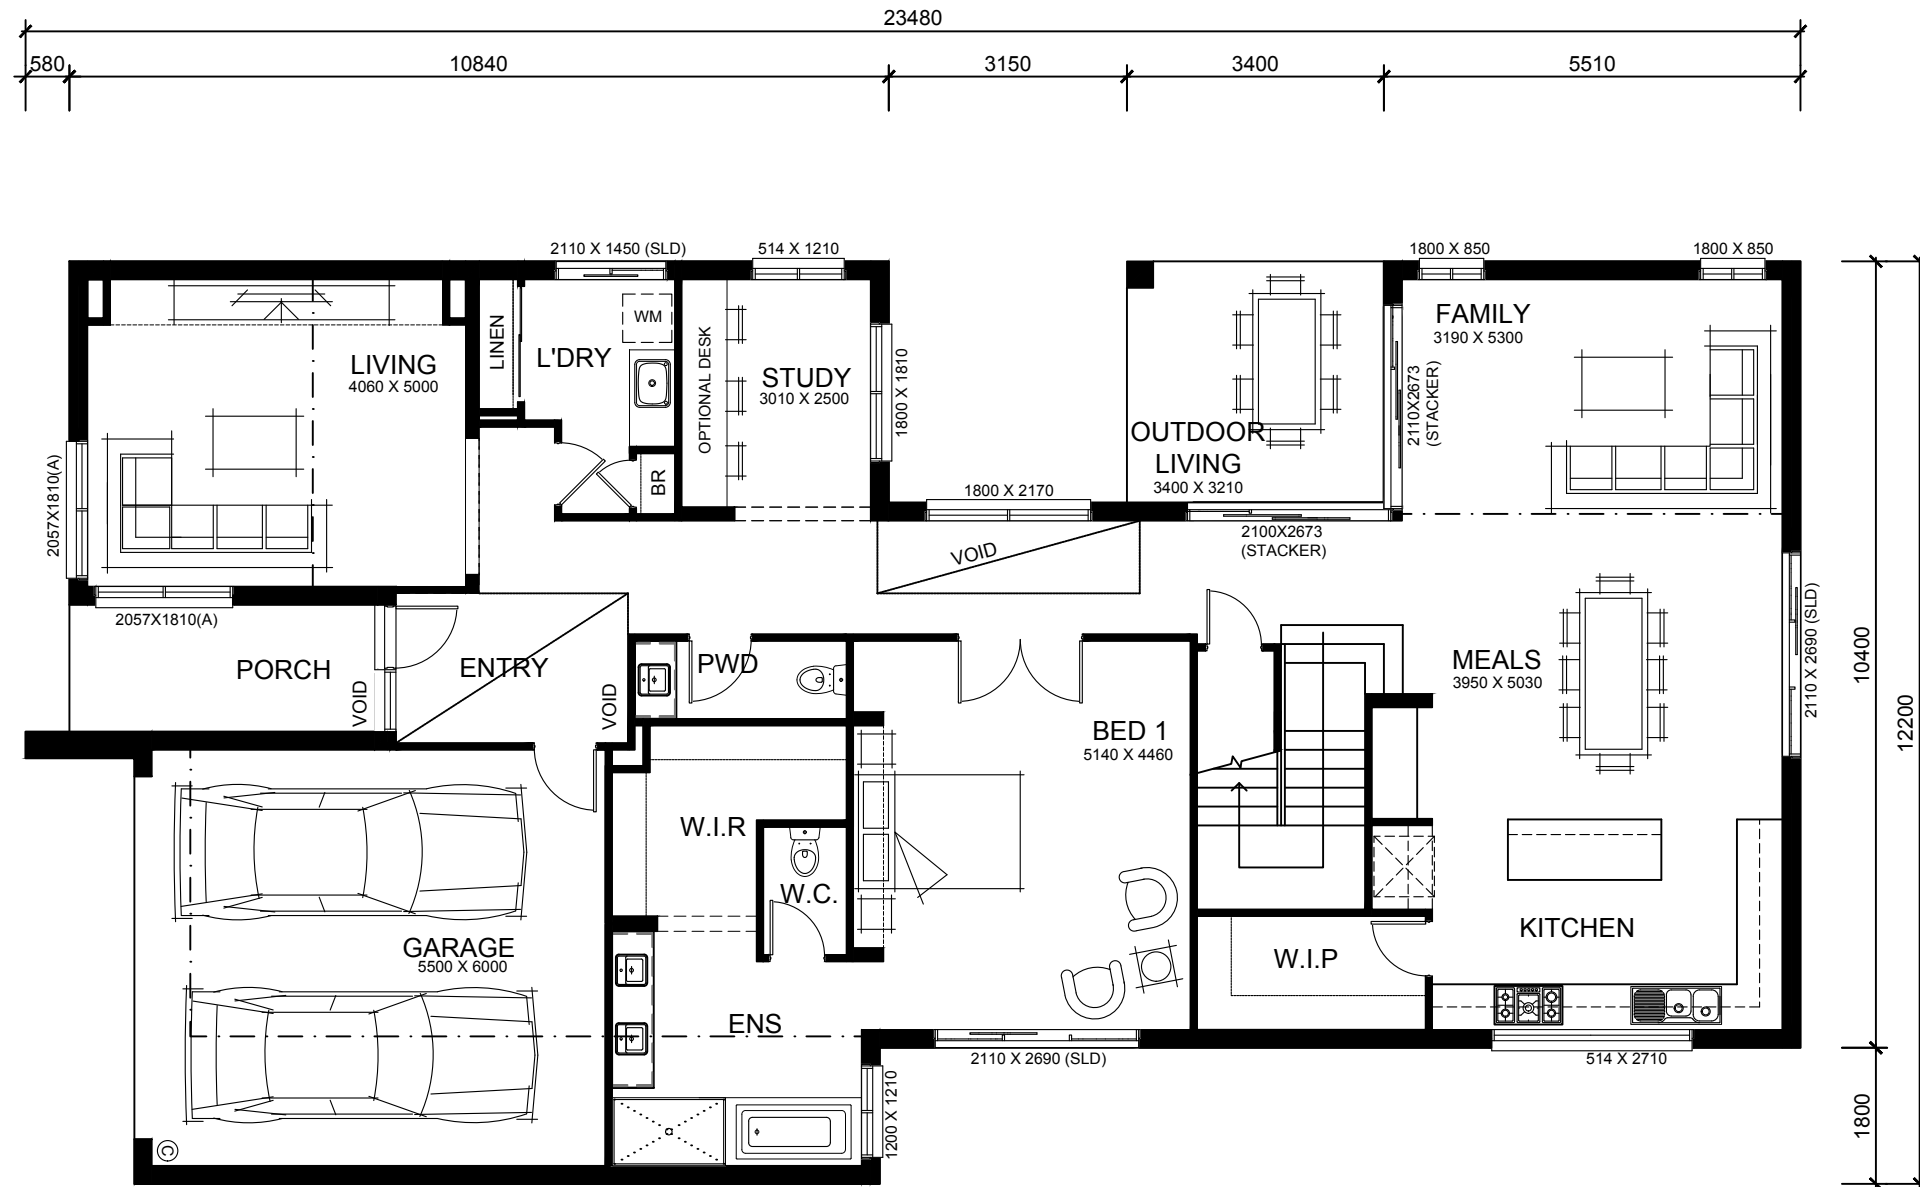 23480
580
10840
3150
3400
5510
2110 X 1450 (SLD)
514 X 1210
1800 X 850
1800 X 850
LINEN
WM
L'DRY
LIVING
4060 X 5000
OPTIONAL DESK
STUDY
3010 X 2500
1800 X 1810
FAMILY
3190 X 5300
2110X2673
(STACKER)
OUTDOOR
LIVING
3400 X 3210
BR
2057X1810(A)
1800 X 2170
2100X2673
(STACKER)
VOID
2057X1810(A)
PORCH
VOID
ENTRY
VOID
PWD
MEALS
3950 X 5030
2110 X 2690 (SLD)
10400
12200
BED 1
5140 X 4460
W.I.R
W.C.
GARAGE
5500 X 6000
KITCHEN
W.I.P
ENS
2110 X 2690 (SLD)
514 X 2710
1200 X 1210
1800
C